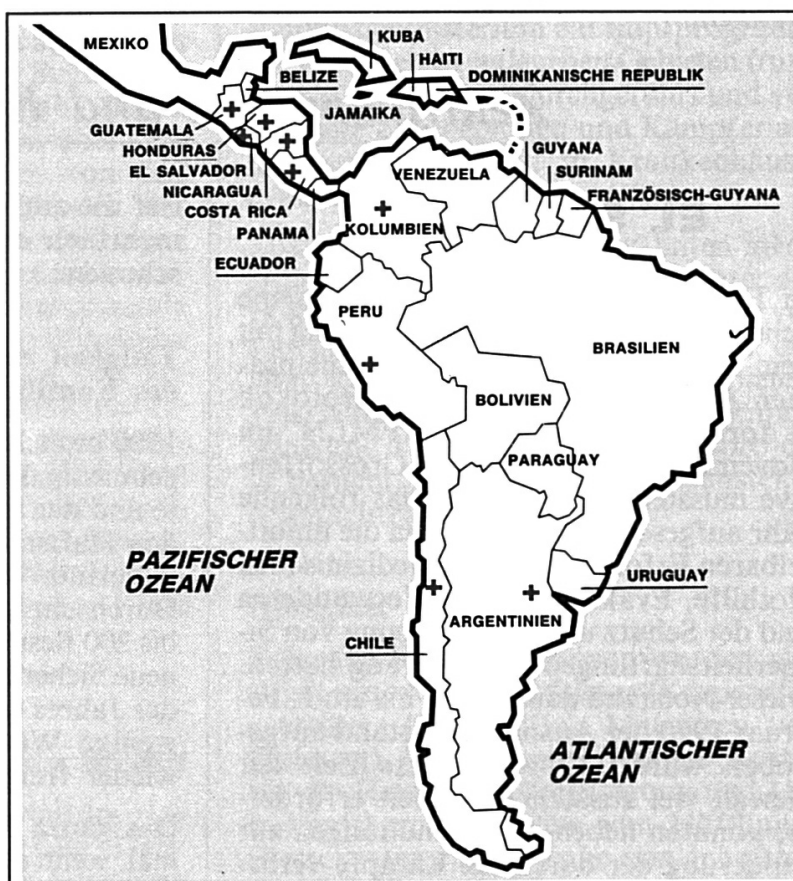 MEXIKO
KUBA
HAITI
BELIZE
DOMINIKANISCHE REPUBLIK
JAMAIKA
GUATEMALA
HONDURAS
EL SALVADOR
NICARAGUA
COSTA RICA
PANAMA
GUYANA
SURINAM
VENEZUELA
FRANZÖSISCH-GUYANA
KOLUMBIEN
ECUADOR
PERU
BRASILIEN
BOLIVIEN
PARAGUAY
PAZIFISCHER
OZEAN
URUGUAY
ARGENTINIEN
CHILE
ATLANTISCHER
OZEAN